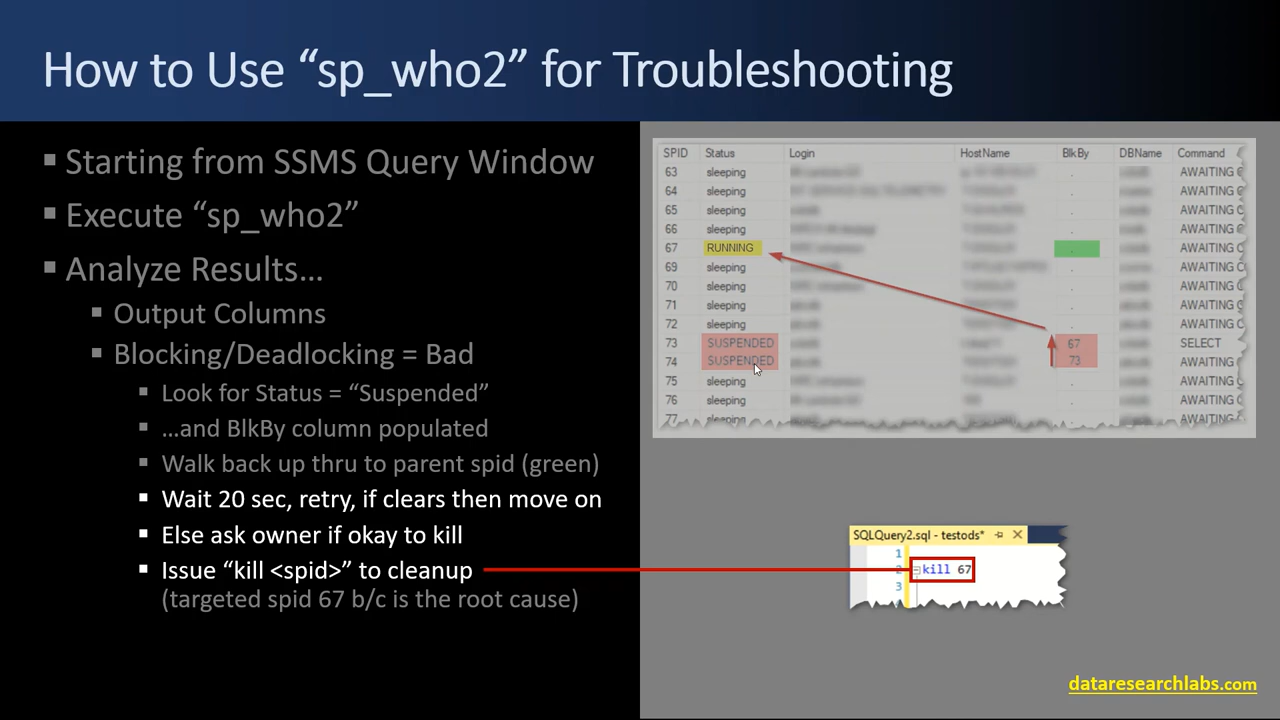 How to Use “sp_who2” for Troubleshooting
▪ Starting from SSMS Query Window
▪ Execute “sp_who2”
▪ Analyze Results…
▪ Output Columns
▪ Blocking/Deadlocking = Bad
▪ Look for Status = “Suspended”
▪ …and BlkBy column populated
▪ Walk back up thru to parent spid (green)
▪ Wait 20 sec, retry, if clears then move on
▪ Else ask owner if okay to kill
▪ Issue “kill <spid>” to cleanup
(targeted spid 67 b/c is the root cause)
SPID Status Login HostName BlkBy DBName Command
63 sleeping . AWAITING C
64 sleeping . AWAITING C
65 sleeping . AWAITING C
66 sleeping . AWAITING C
67 RUNNING . AWAITING C
69 sleeping . AWAITING C
70 sleeping . AWAITING C
71 sleeping . AWAITING C
72 sleeping . AWAITING C
73 SUSPENDED 67 SELECT
74 SUSPENDED 73 AWAITING C
75 sleeping . AWAITING C
76 sleeping . AWAITING C
77 sleeping
SQLQuery2.sql - testods*
1
2 kill 67
3
dataresearchlabs.com